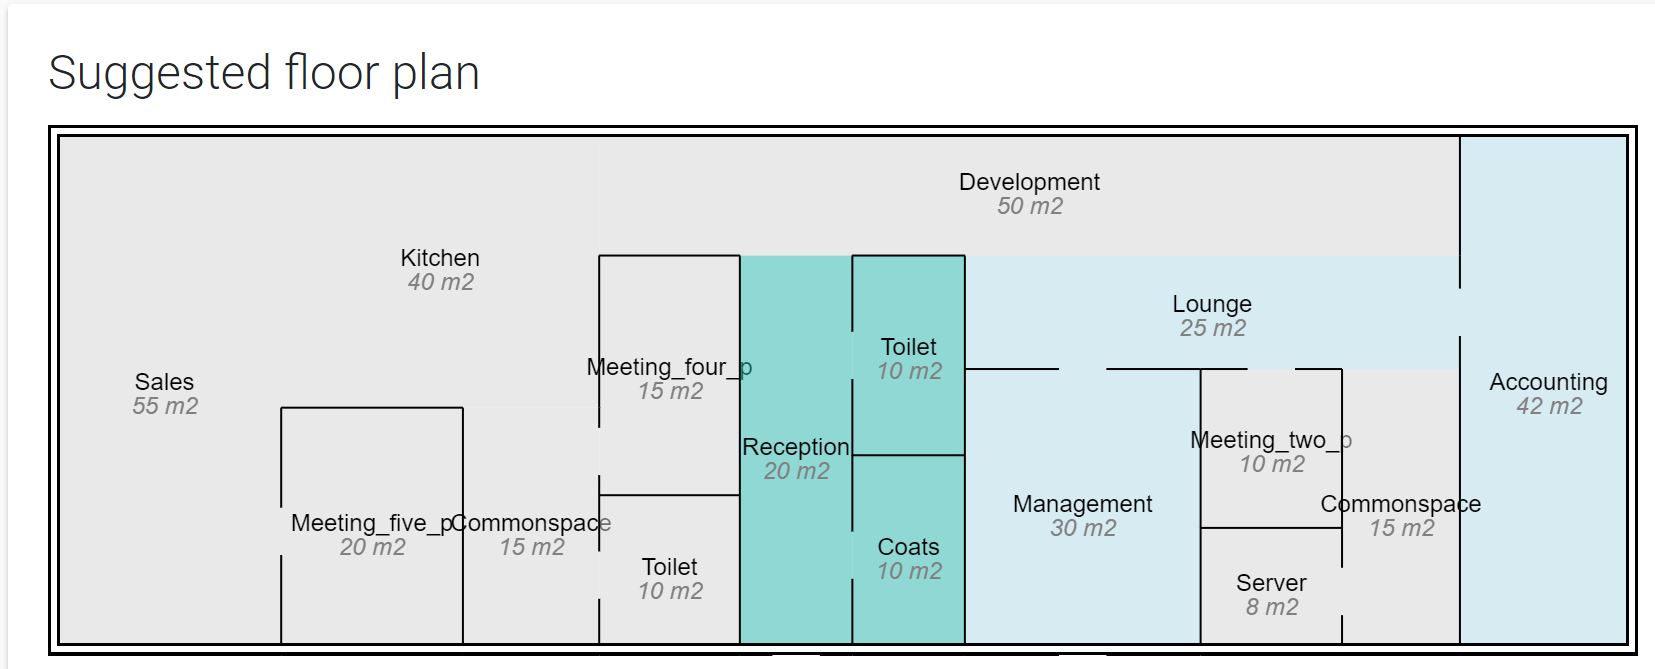 Suggested floor plan
Development
50 m2
Kitchen
40 m2
Lounge
25 m2
Toilet
10 m2
Meeting_four_p
15 m2
Sales
55 m2
Accounting
42 m2
Reception
20 m2
Meeting_two_p
10 m2
Management
30 m2
Commonspace
15 m2
Meeting_five_p
20 m2
Commonspace
15 m2
Coats
10 m2
Toilet
10 m2
Server
8 m2